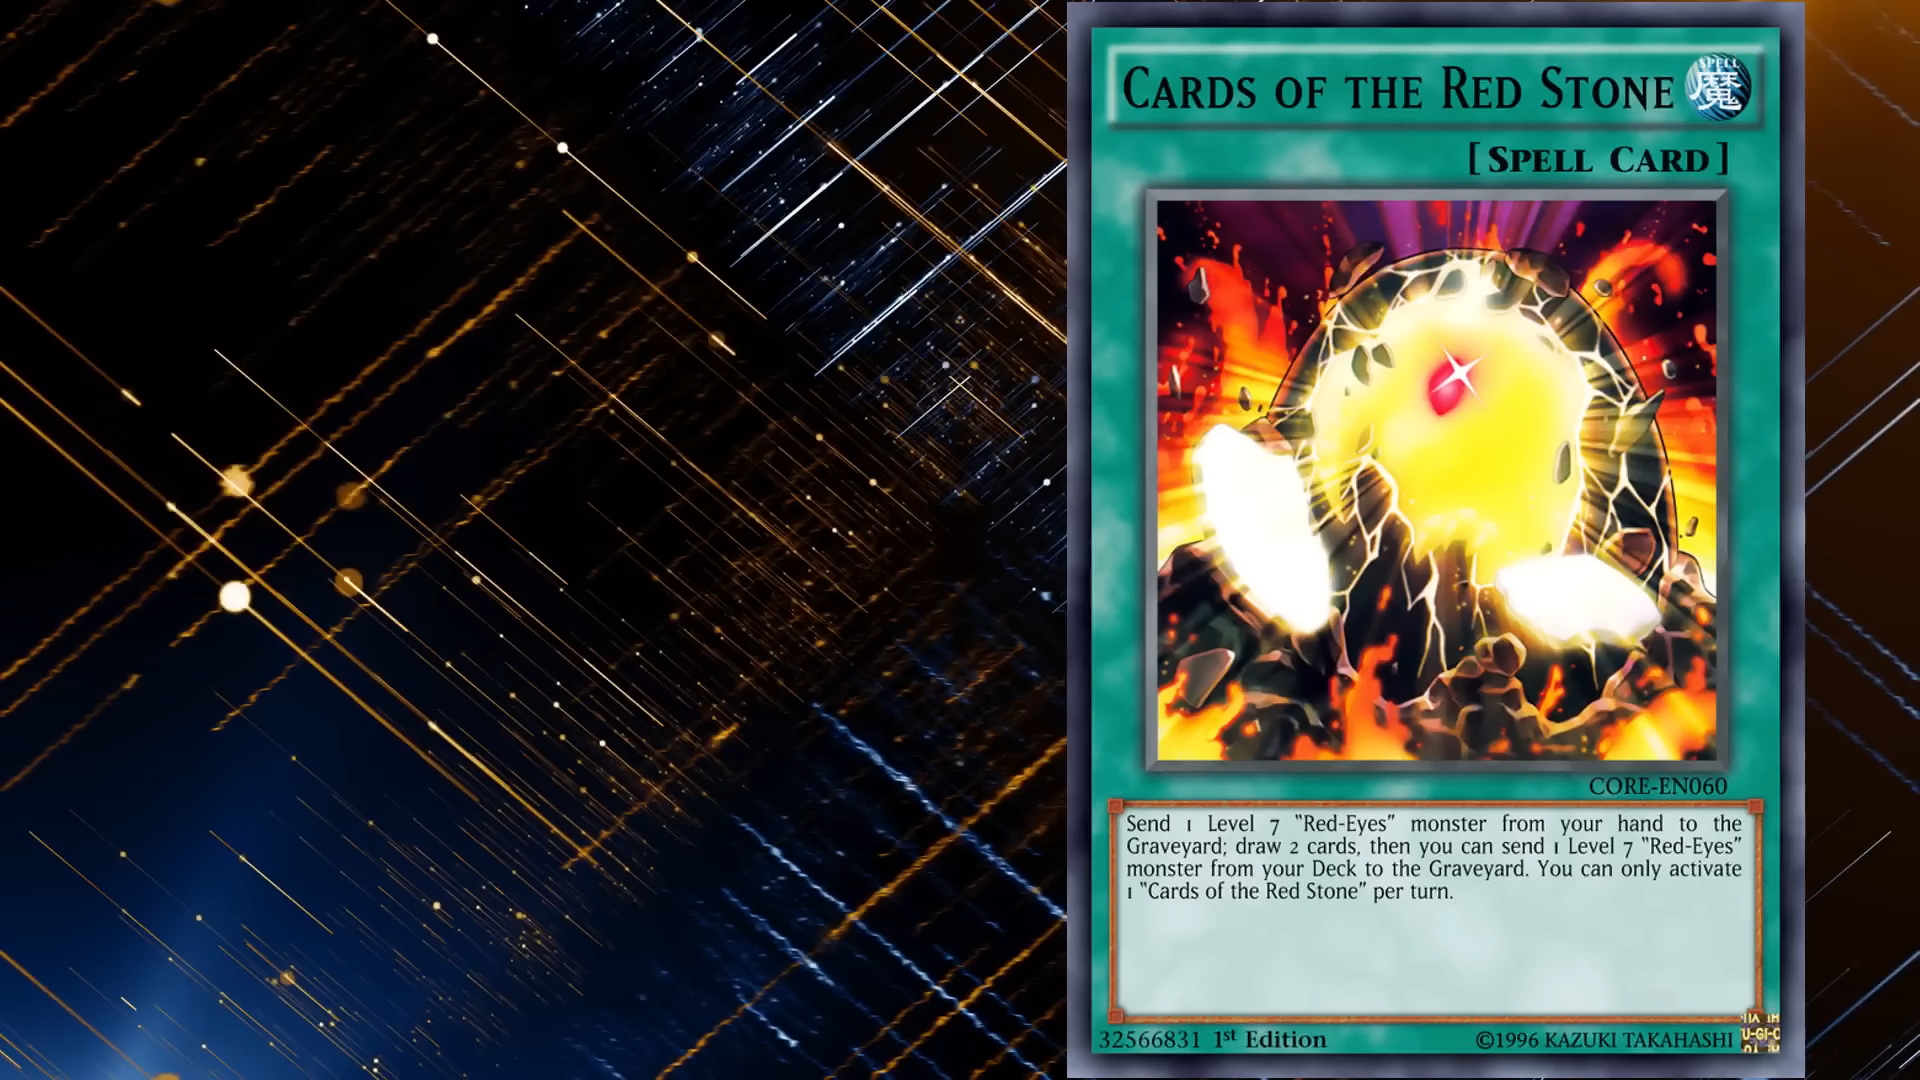 CARDS OF THE RED STONE
SPELL
魔
[SPELL CARD]
CORE-EN060
Send 1 Level 7 "Red-Eyes" monster from your hand to the
Graveyard; draw 2 cards, then you can send 1 Level 7 "Red-Eyes"
monster from your Deck to the Graveyard. You can only activate
1 "Cards of the Red Stone" per turn.
32566831 1st Edition
©1996 KAZUKI TAKAHASHI